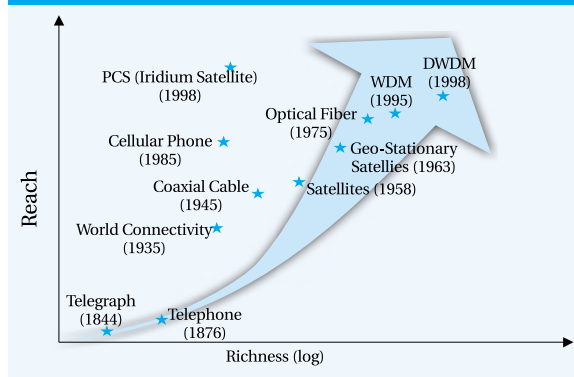 DWDM
(1998)
WDM
(1995)
PCS (Iridium Satellite)
(1998)
Optical Fiber
(1975)
Cellular Phone
(1985)
Geo-Stationary
Satellies (1963)
Coaxial Cable
(1945)
Satellites (1958)
World Connectivity
(1935)
Telegraph
(1844)
Telephone
(1876)
Reach
Richness (log)